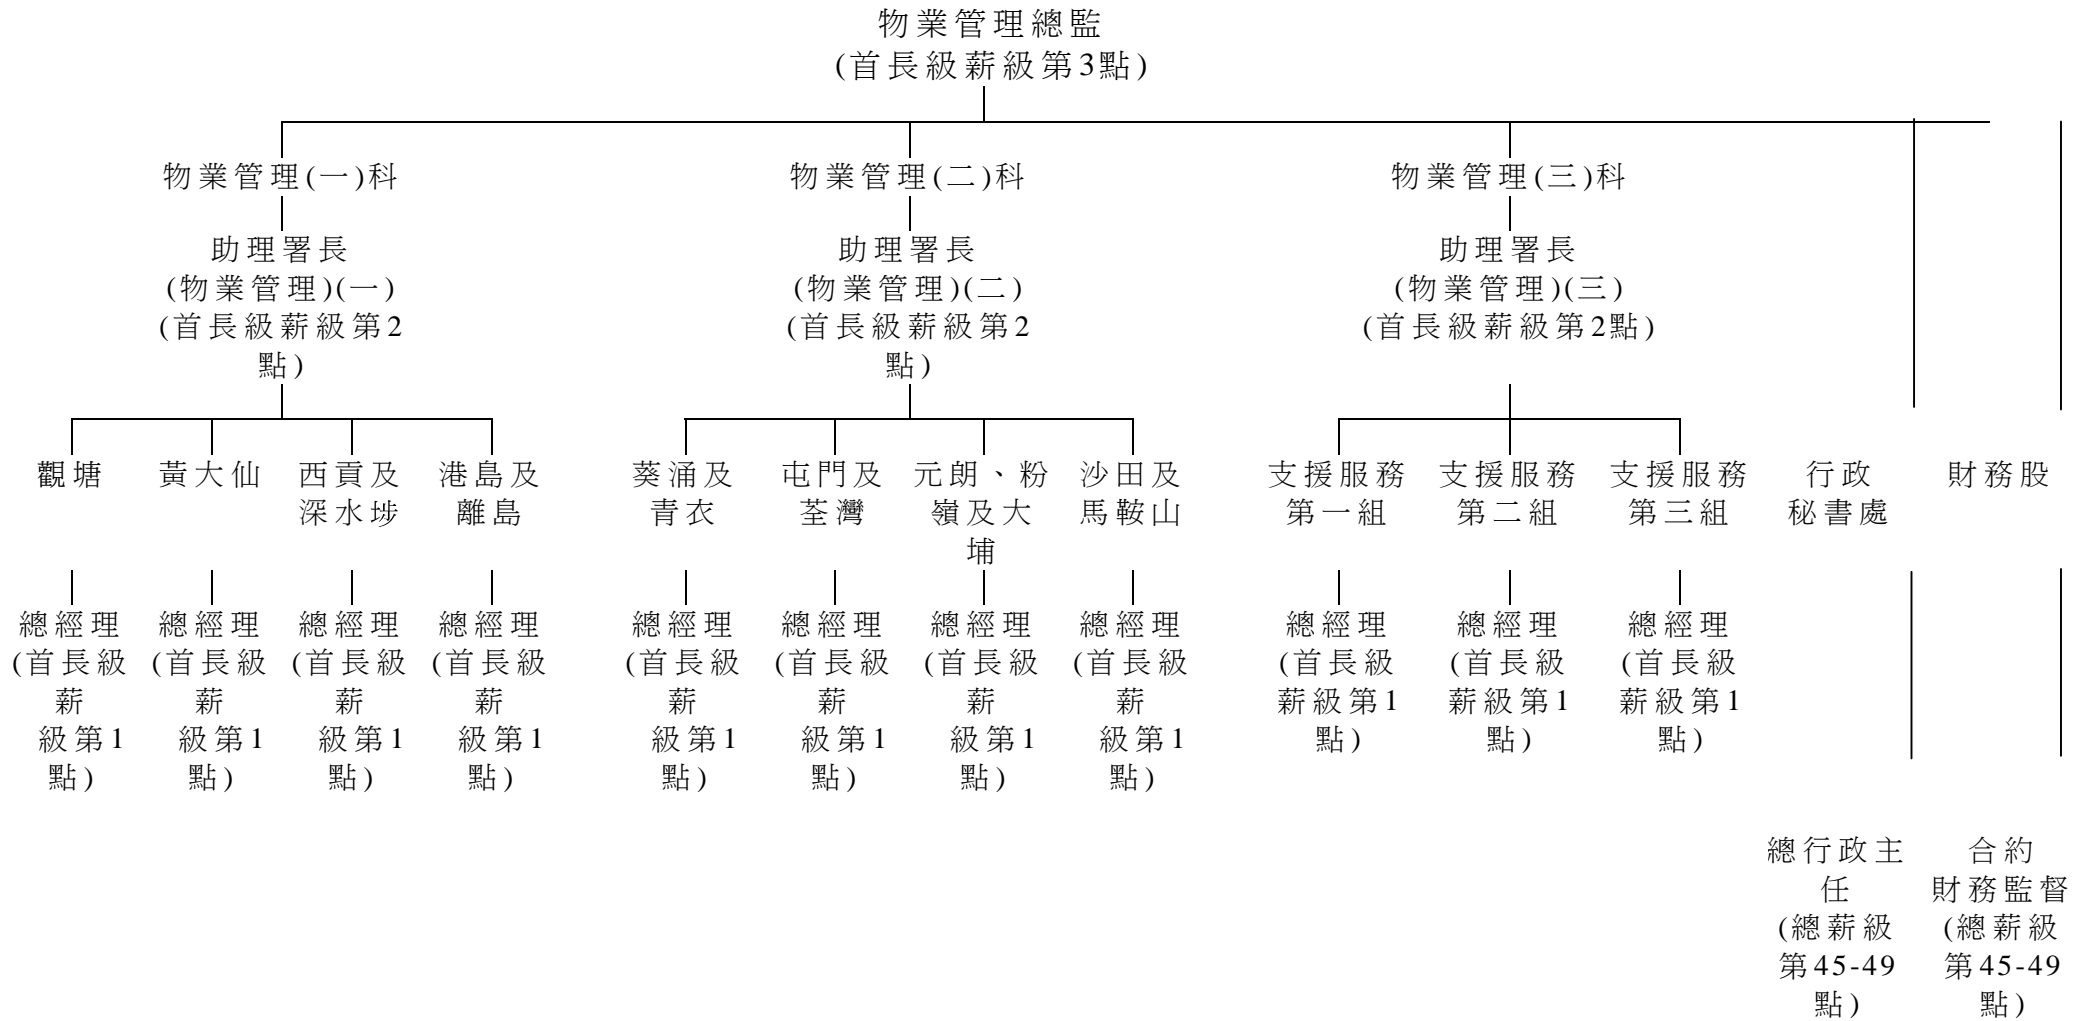 物業管理總監
(首長級薪級第3點)
物業管理(一)科
物業管理(二)科
物業管理(三)科
助理署長
(物業管理)(一)
(首長級薪級第2
點)
助理署長
(物業管理)(二)
(首長級薪級第2
點)
助理署長
(物業管理)(三)
(首長級薪級第2點)
觀塘
黃大仙
西貢及
深水埗
港島及
離島
葵涌及
青衣
屯門及
荃灣
元朗、粉
嶺及大
埔
沙田及
馬鞍山
支援服務
第一組
支援服務
第二組
支援服務
第三組
行政
秘書處
財務股
總經理
(首長級
薪
級第1
點)
總經理
(首長級
薪
級第1
點)
總經理
(首長級
薪
級第1
點)
總經理
(首長級
薪
級第1
點)
總經理
(首長級
薪
級第1
點)
總經理
(首長級
薪
級第1
點)
總經理
(首長級
薪
級第1
點)
總經理
(首長級
薪
級第1
點)
總經理
(首長級
薪級第1
點)
總經理
(首長級
薪級第1
點)
總經理
(首長級
薪級第1
點)
總行政主
任
(總薪級
第45-49
點)
合約
財務監督
(總薪級
第45-49
點)